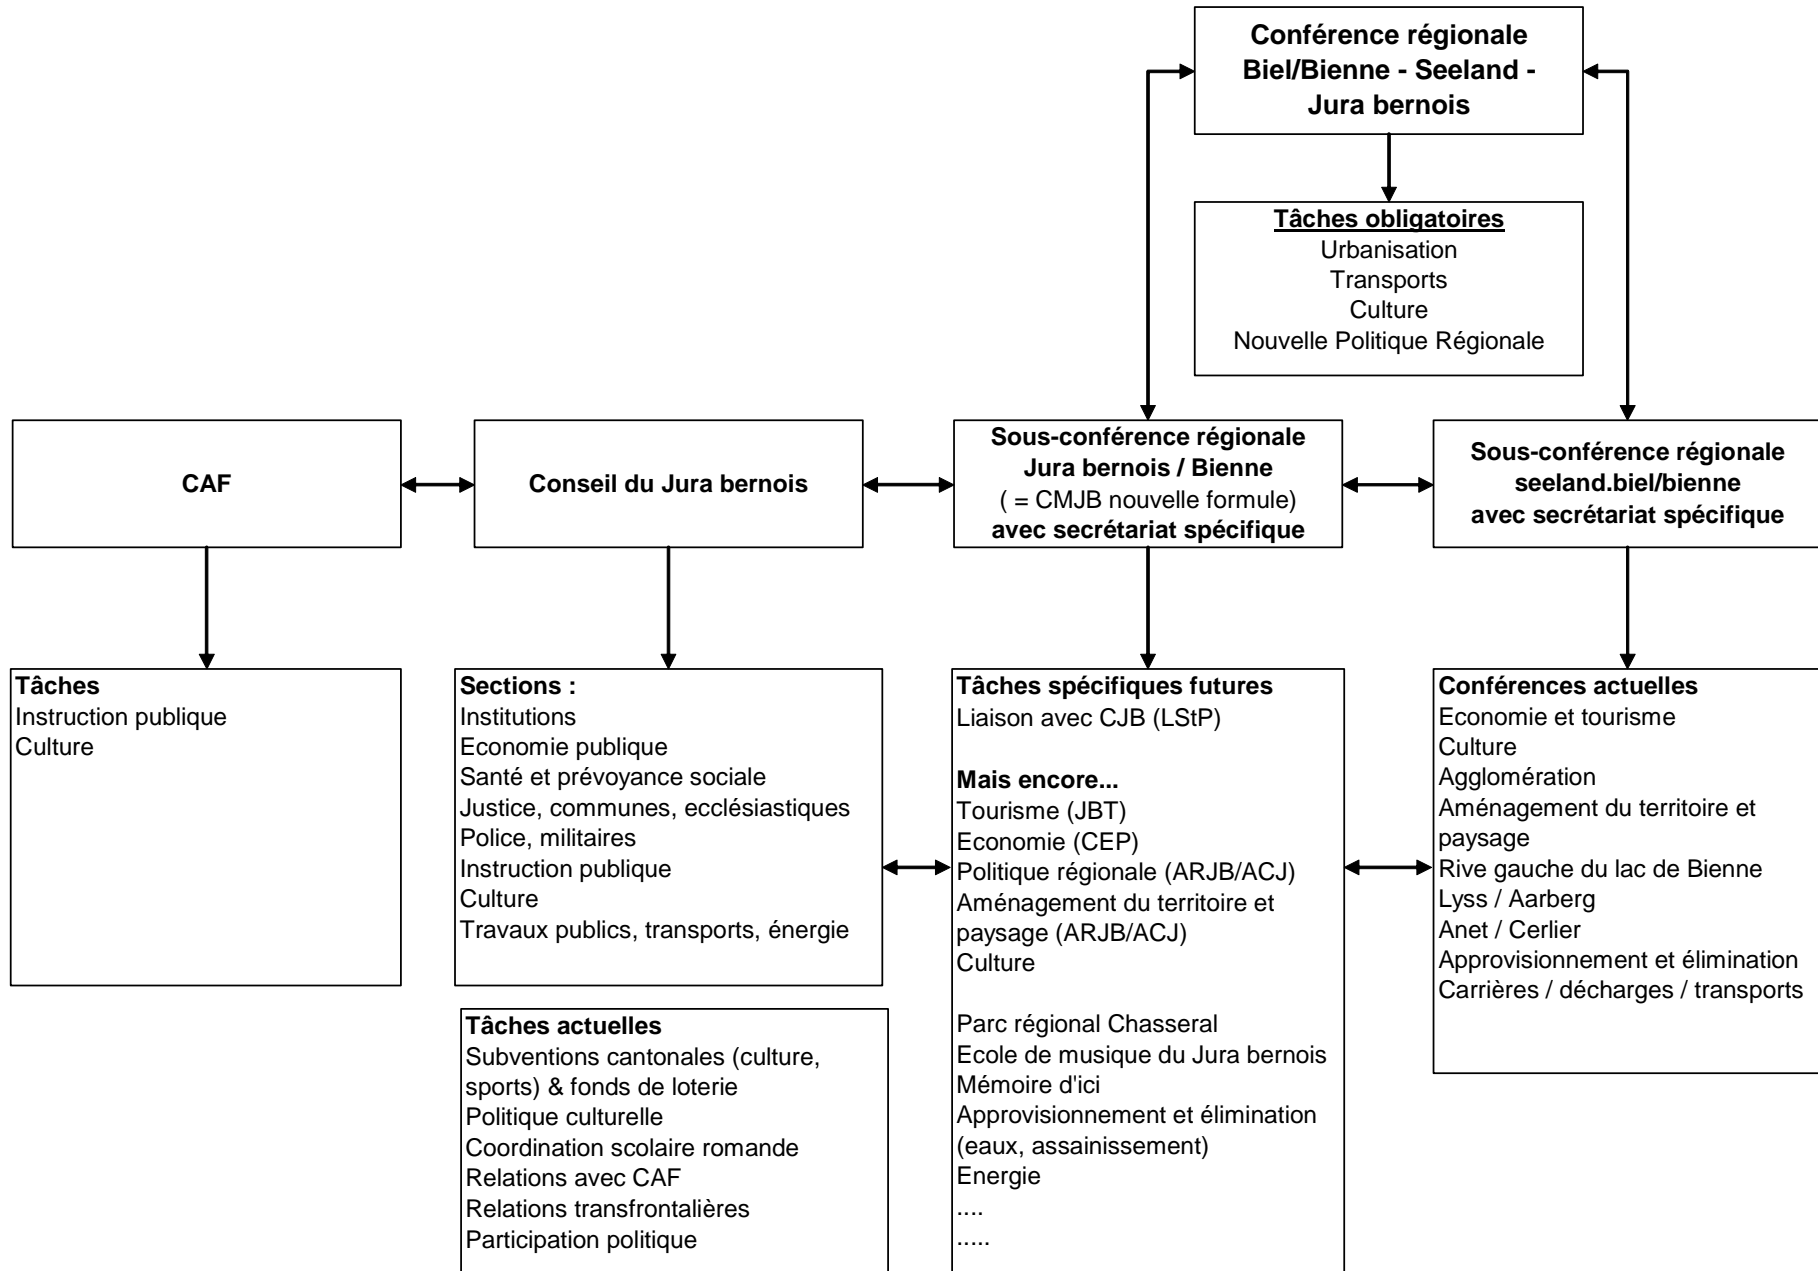 Conférence régionale
Biel/Bienne - Seeland -
Jura bernois
Tâches obligatoires
Urbanisation
Transports
Culture
Nouvelle Politique Régionale
CAF
Conseil du Jura bernois
Sous-conférence régionale
Jura bernois / Bienne
( = CMJB nouvelle formule)
avec secrétariat spécifique
Sous-conférence régionale
seeland.biel/bienne
avec secrétariat spécifique
Tâches
Instruction publique
Culture
Sections :
Institutions
Economie publique
Santé et prévoyance sociale
Justice, communes, ecclésiastiques
Police, militaires
Instruction publique
Culture
Travaux publics, transports, énergie
Tâches actuelles
Subventions cantonales (culture,
sports) & fonds de loterie
Politique culturelle
Coordination scolaire romande
Relations avec CAF
Relations transfrontalières
Participation politique
Tâches spécifiques futures
Liaison avec CJB (LStP)
Mais encore...
Tourisme (JBT)
Economie (CEP)
Politique régionale (ARJB/ACJ)
Aménagement du territoire et
paysage (ARJB/ACJ)
Culture
Parc régional Chasseral
Ecole de musique du Jura bernois
Mémoire d'ici
Approvisionnement et élimination
(eaux, assainissement)
Energie
....
.....
Conférences actuelles
Economie et tourisme
Culture
Agglomération
Aménagement du territoire et
paysage
Rive gauche du lac de Bienne
Lyss / Aarberg
Anet / Cerlier
Approvisionnement et élimination
Carrières / décharges / transports